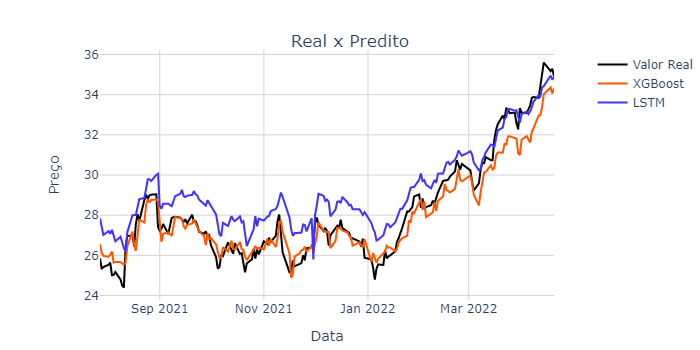 Real x Predito
36
34
32
30
28
26
24
Preço
Sep 2021
Nov 2021
Jan 2022
Mar 2022
Data
Valor Real
XGBoost
LSTM